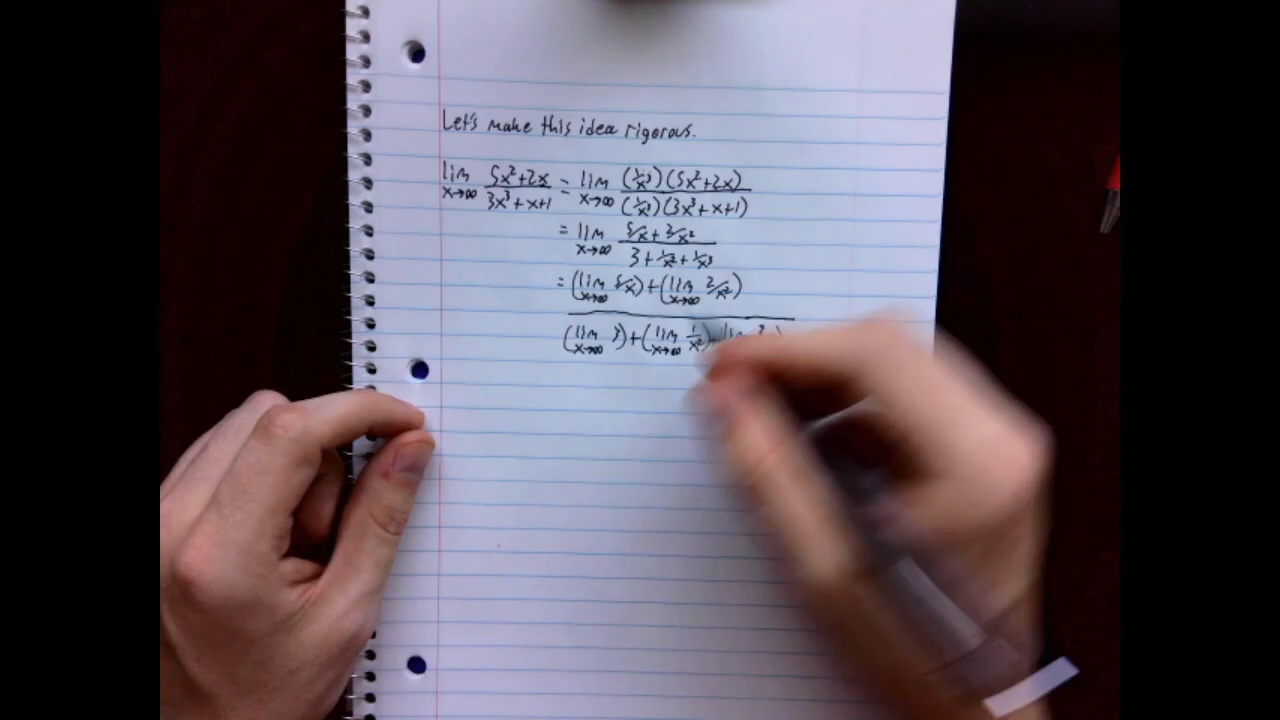 Let's make this idea rigorous.
lim x→∞ 5x²+2x / 3x³+x+1 = lim x→∞ (1/x³)(5x²+2x) / (1/x³)(3x³+x+1)
= lim x→∞ 5/x + 2/x² / 3 + 1/x² + 1/x³
= (lim x→∞ 5/x) + (lim x→∞ 2/x²)
(lim x→∞ 3) + (lim x→∞ 1/x²)